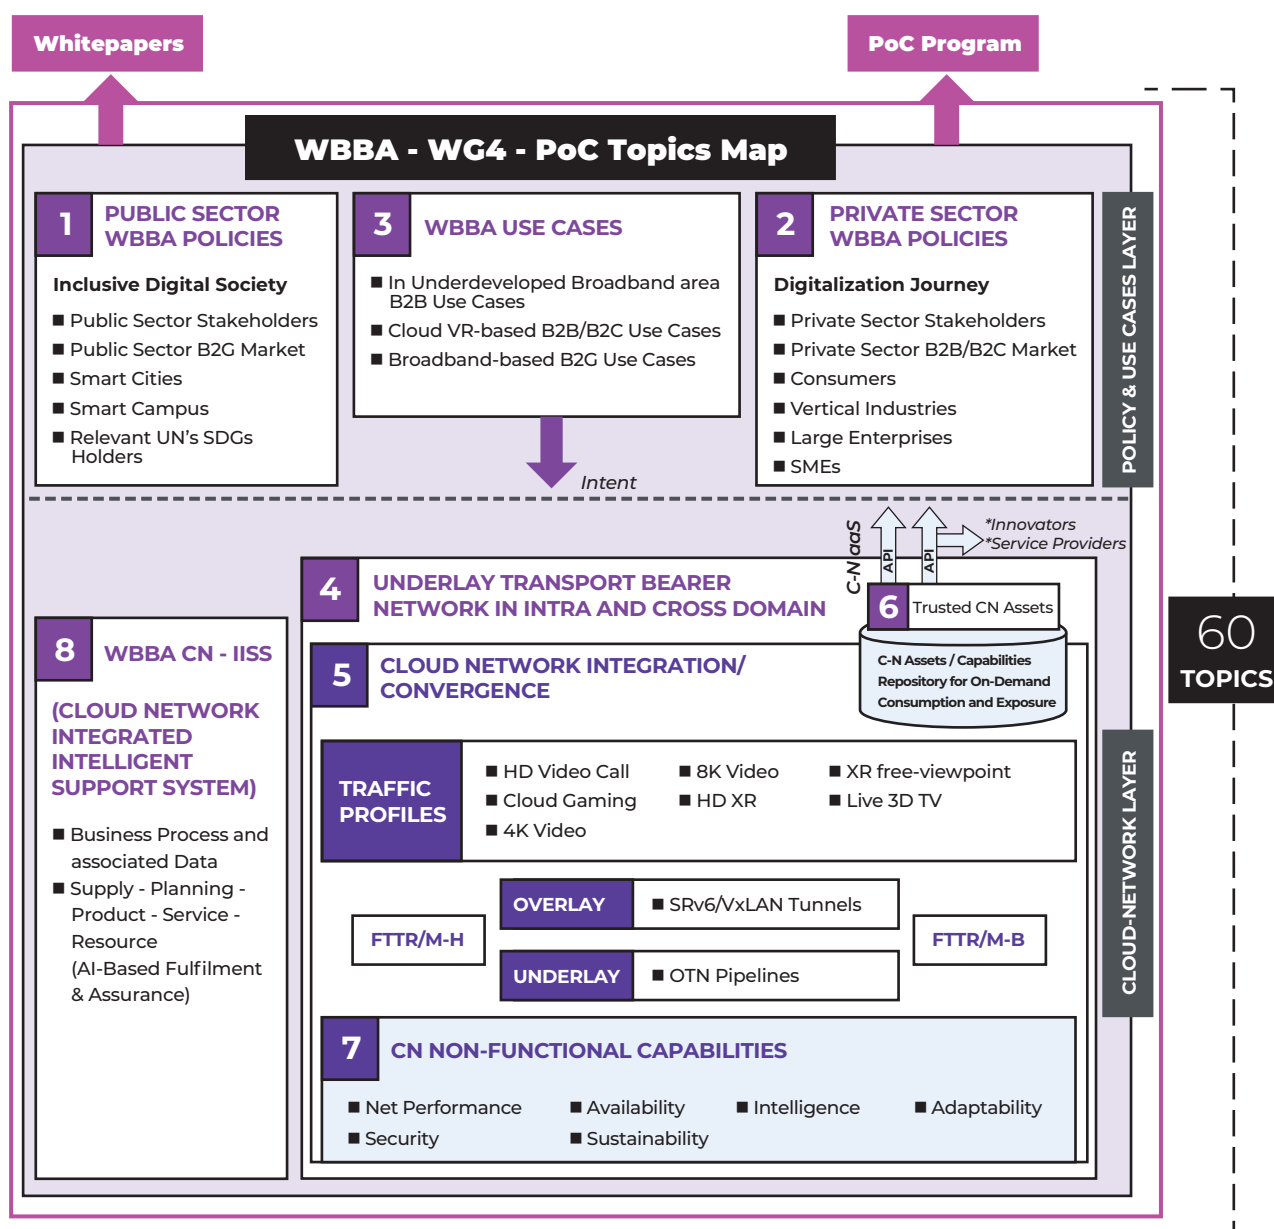 Whitepapers
PoC Program
WBBA - WG4 - PoC Topics Map
1
PUBLIC SECTOR
WBBA POLICIES
Inclusive Digital Society
■ Public Sector Stakeholders
■ Public Sector B2G Market
■ Smart Cities
■ Smart Campus
■ Relevant UN's SDGs
Holders
3
WBBA USE CASES
■ In Underdeveloped Broadband area
B2B Use Cases
■ Cloud VR-based B2B/B2C Use Cases
■ Broadband-based B2G Use Cases
2
PRIVATE SECTOR
WBBA POLICIES
Digitalization Journey
■ Private Sector Stakeholders
■ Private Sector B2B/B2C Market
■ Consumers
■ Vertical Industries
■ Large Enterprises
■ SMEs
POLICY & USE CASES LAYER
Intent
C-NaaS
API
API
*Innovators
*Service Providers
4
UNDERLAY TRANSPORT BEARER
NETWORK IN INTRA AND CROSS DOMAIN
6
Trusted CN Assets
C-N Assets / Capabilities
Repository for On-Demand
Consumption and Exposure
60
TOPICS
8
WBBA CN - IISS
(CLOUD NETWORK
INTEGRATED
INTELLIGENT
SUPPORT SYSTEM)
■ Business Process and
associated Data
■ Supply - Planning -
Product - Service -
Resource
(AI-Based Fulfilment
& Assurance)
5
CLOUD NETWORK INTEGRATION/
CONVERGENCE
TRAFFIC
PROFILES
■ HD Video Call
■ Cloud Gaming
■ 4K Video
■ 8K Video
■ HD XR
■ XR free-viewpoint
■ Live 3D TV
CLOUD-NETWORK LAYER
OVERLAY
■ SRv6/VxLAN Tunnels
FTTR/M-H
FTTR/M-B
UNDERLAY
■ OTN Pipelines
7
CN NON-FUNCTIONAL CAPABILITIES
■ Net Performance
■ Availability
■ Intelligence
■ Adaptability
■ Security
■ Sustainability